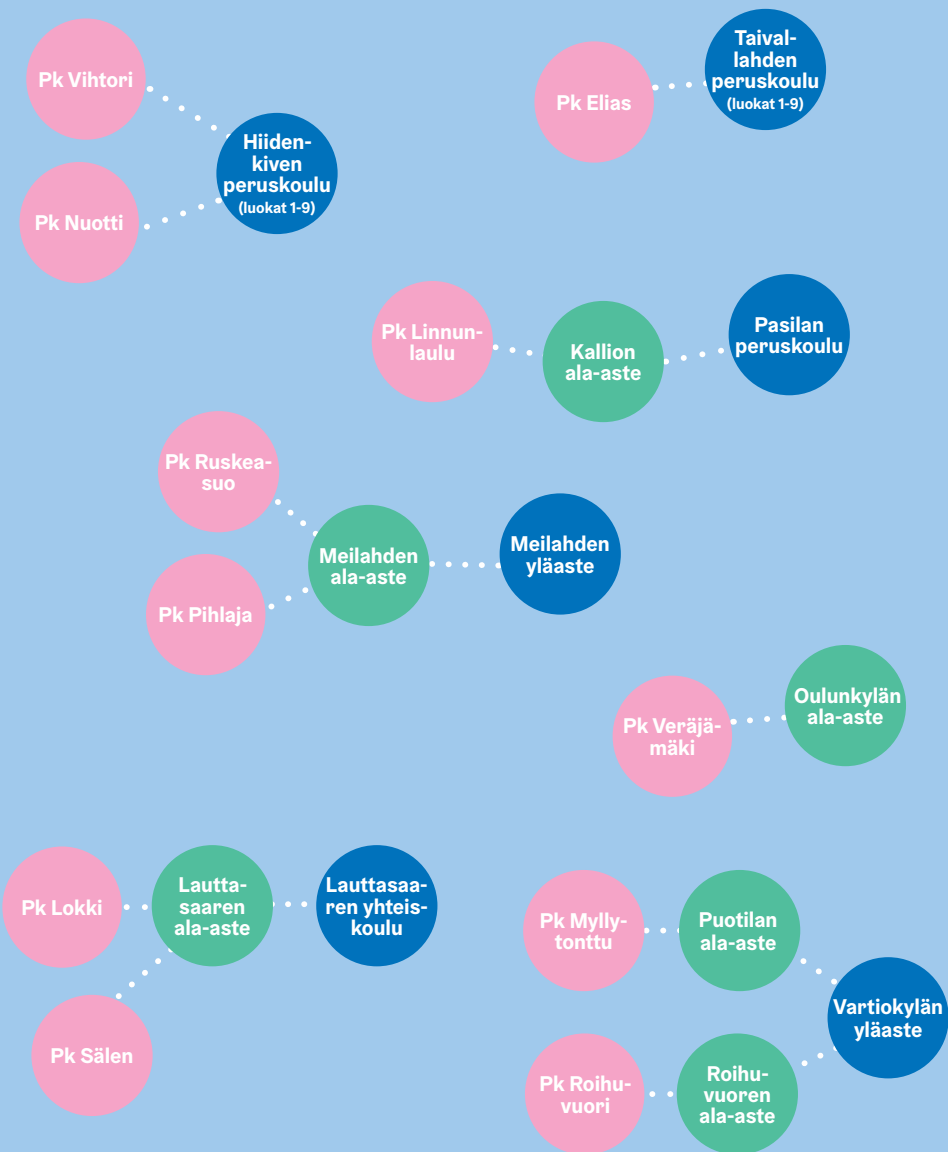 Pk Vihtori
Pk Nuotti
Hiiden-
kiven
peruskoulu
(luokat 1-9)
Pk Elias
Taival-
lahden
peruskoulu
(luokat 1-9)
Pk Linnun-
laulu
Kallion
ala-aste
Pasilan
peruskoulu
Pk Ruskea-
suo
Pk Pihlaja
Meilahden
ala-aste
Meilahden
yläaste
Pk Veräjä-
mäki
Oulunkylän
ala-aste
Pk Lokki
Pk Sälen
Lautta-
saaren
ala-aste
Lauttasaa-
ren yhteis-
koulu
Pk Mylly-
tonttu
Puotilan
ala-aste
Pk Roihu-
vuori
Roihu-
vuoren
ala-aste
Vartiokylän
yläaste